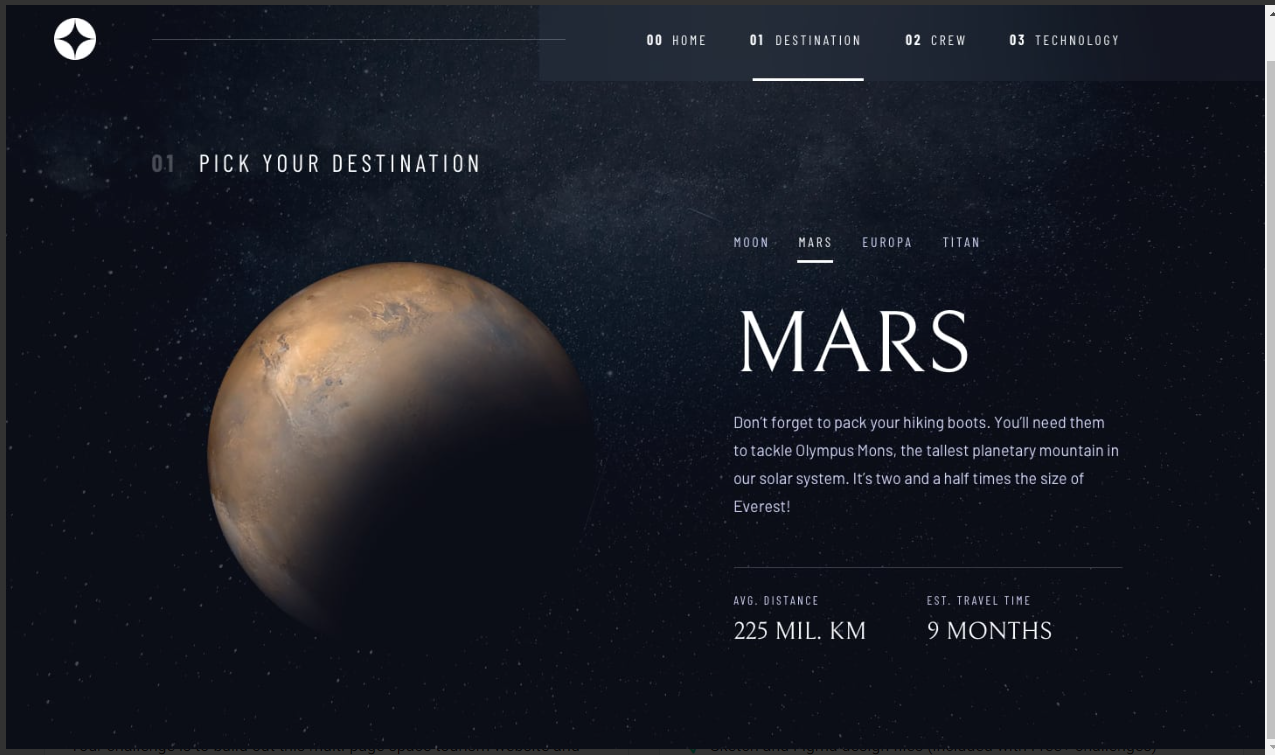 00 HOME 01 DESTINATION 02 CREW 03 TECHNOLOGY
01 PICK YOUR DESTINATION
MOON MARS EUROPA TITAN
MARS
Don't forget to pack your hiking boots. You'll need them
to tackle Olympus Mons, the tallest planetary mountain in
our solar system. It's two and a half times the size of
Everest!
AVG. DISTANCE EST. TRAVEL TIME
225 MIL. KM 9 MONTHS